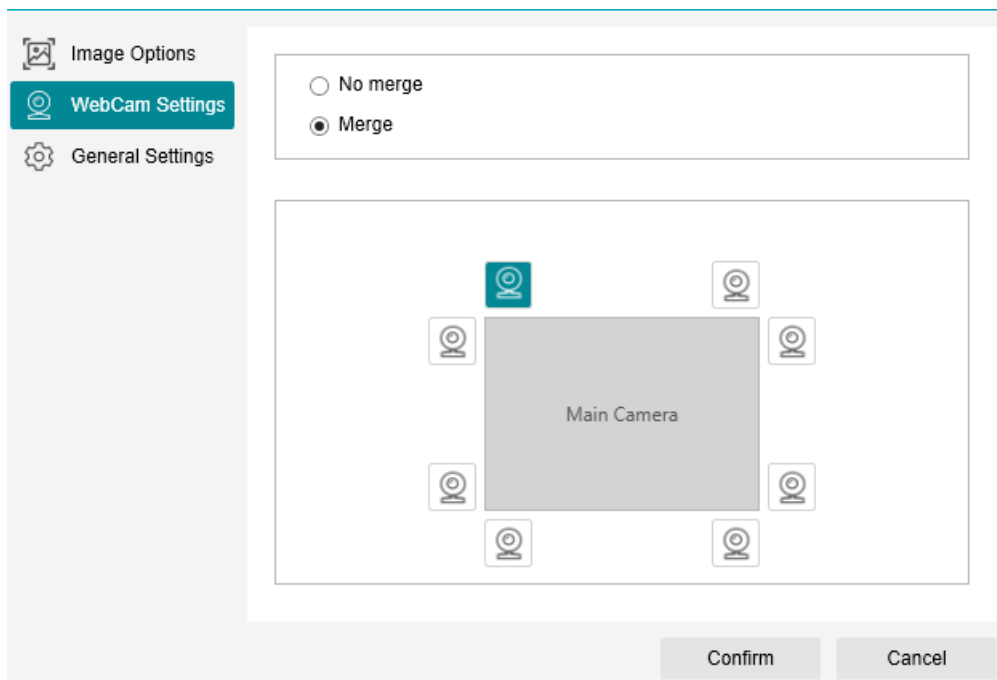 Image Options
WebCam Settings
General Settings
No merge
Merge
Main Camera
Confirm
Cancel